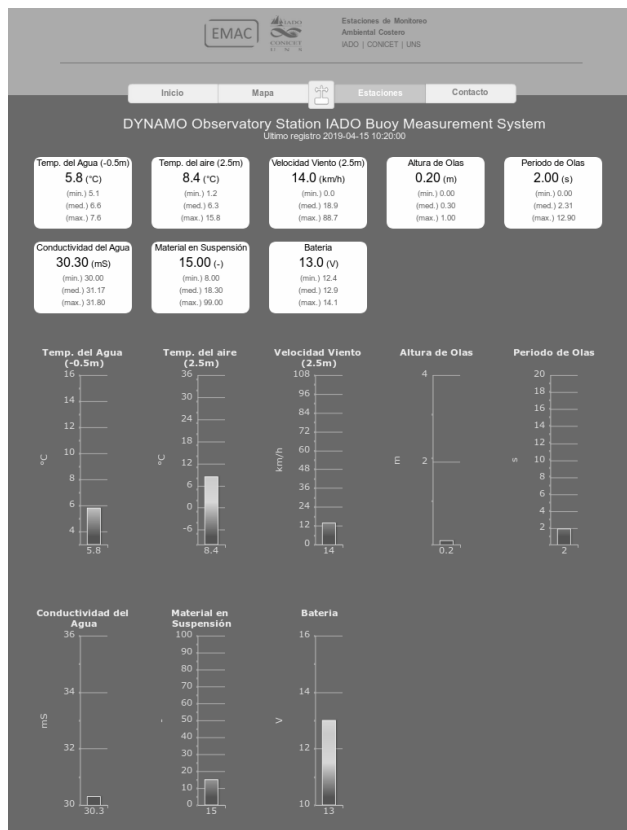 EMAC
IADO
CONICET
U N S
Estaciones de Monitoreo
Ambiental Costero
IADO | CONICET | UNS
Inicio Mapa Estaciones Contacto
DYNAMO Observatory Station IADO Buoy Measurement System
Ultimo registro 2019-04-15 10:20:00
Temp. del Agua (-0.5m)
5.8 (°C)
(min.) 5.1
(med.) 6.6
(max.) 7.6
Temp. del aire (2.5m)
8.4 (°C)
(min.) 1.2
(med.) 6.3
(max.) 15.8
Velocidad Viento (2.5m)
14.0 (km/h)
(min.) 0.0
(med.) 18.9
(max.) 88.7
Altura de Olas
0.20 (m)
(min.) 0.00
(med.) 0.30
(max.) 1.00
Periodo de Olas
2.00 (s)
(min.) 0.00
(med.) 2.31
(max.) 12.90
Conductividad del Agua
30.30 (mS)
(min.) 30.00
(med.) 31.17
(max.) 31.80
Material en Suspensión
15.00 (-)
(min.) 8.00
(med.) 18.30
(max.) 99.00
Bateria
13.0 (V)
(min.) 12.4
(med.) 12.9
(max.) 14.1
Temp. del Agua
(-0.5m)
16
14
12
10
8
6
4
°C
5.8
Temp. del aire
(2.5m)
36
30
24
18
12
6
0
-6
°C
8.4
Velocidad Viento
(2.5m)
108
96
84
72
60
48
36
24
12
0
km/h
14
Altura de Olas
4
2
m
0.2
Periodo de Olas
20
18
16
14
12
10
8
6
4
2
s
2
Conductividad del
Agua
36
34
32
30
mS
30.3
Material en
Suspensión
100
90
80
70
60
50
40
30
20
10
0
-
15
Bateria
16
14
12
10
V
13